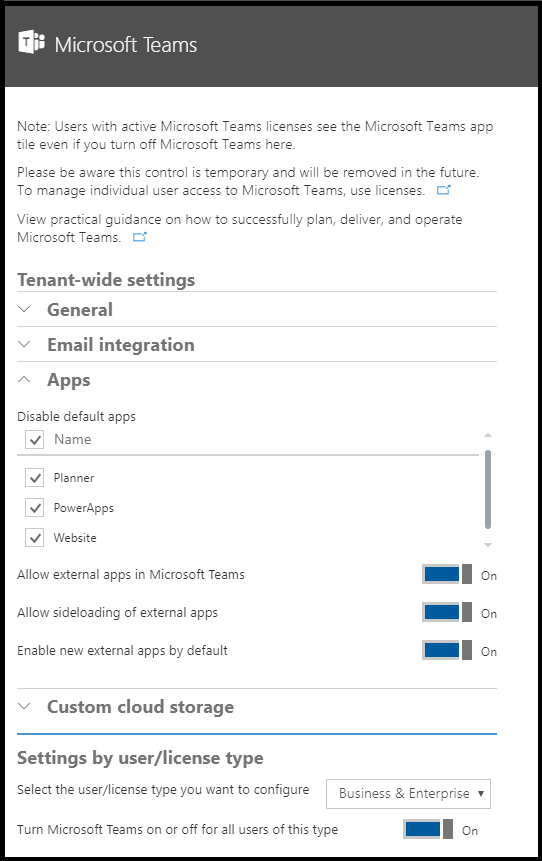 Microsoft Teams
Note: Users with active Microsoft Teams licenses see the Microsoft Teams app
tile even if you turn off Microsoft Teams here.
Please be aware this control is temporary and will be removed in the future.
To manage individual user access to Microsoft Teams, use licenses.
View practical guidance on how to successfully plan, deliver, and operate
Microsoft Teams.
Tenant-wide settings
General
Email integration
Apps
Disable default apps
Name
Planner
PowerApps
Website
Allow external apps in Microsoft Teams On
Allow sideloading of external apps On
Enable new external apps by default On
Custom cloud storage
Settings by user/license type
Select the user/license type you want to configure Business & Enterprise
Turn Microsoft Teams on or off for all users of this type On